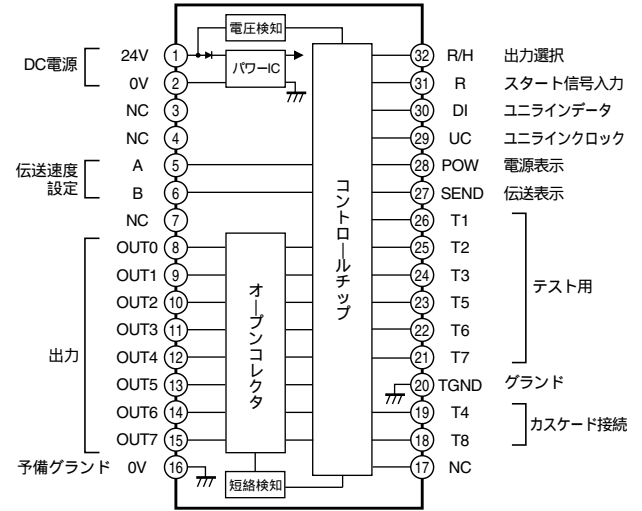 電圧検知
パワーIC
コントロールチップ
オープンコレクタ
短絡検知
DC電源
24V 1
0V 2
NC 3
NC 4
伝送速度
設定
A 5
B 6
NC 7
出力
OUT0 8
OUT1 9
OUT2 10
OUT3 11
OUT4 12
OUT5 13
OUT6 14
OUT7 15
予備グランド 0V 16
32 R/H 出力選択
31 R スタート信号入力
30 DI ユニラインデータ
29 UC ユニラインクロック
28 POW 電源表示
27 SEND 伝送表示
26 T1
25 T2
24 T3
23 T5
22 T6
21 T7
テスト用
20 TGND グランド
19 T4
18 T8
カスケード接続
17 NC